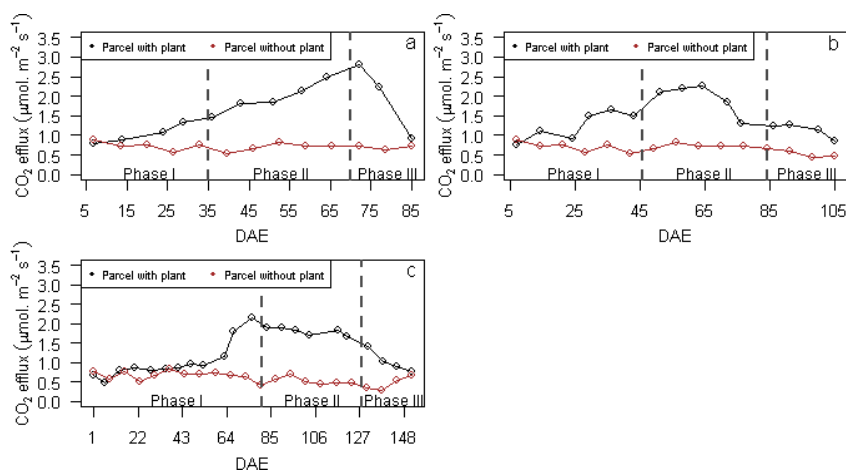 CO2 efflux (μmol. m−2 s−1)
3.5
3.0
2.5
2.0
1.5
1.0
0.5
0.0
Parcel with plant Parcel without plant
a
Phase I Phase II Phase III
5 15 25 35 45 55 65 75 85
DAE
CO2 efflux (μmol. m−2 s−1)
3.5
3.0
2.5
2.0
1.5
1.0
0.5
0.0
Parcel with plant Parcel without plant
b
Phase I Phase II Phase III
5 25 45 65 85 105
DAE
CO2 efflux (μmol. m−2 s−1)
3.5
3.0
2.5
2.0
1.5
1.0
0.5
0.0
Parcel with plant Parcel without plant
c
Phase I Phase II Phase III
1 22 43 64 85 106 127 148
DAE